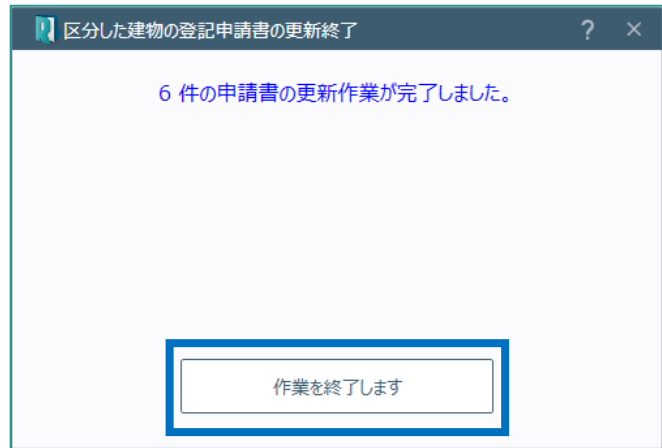 区分した建物の登記申請書の更新終了 ? ×
6 件の申請書の更新作業が完了しました。
作業を終了します